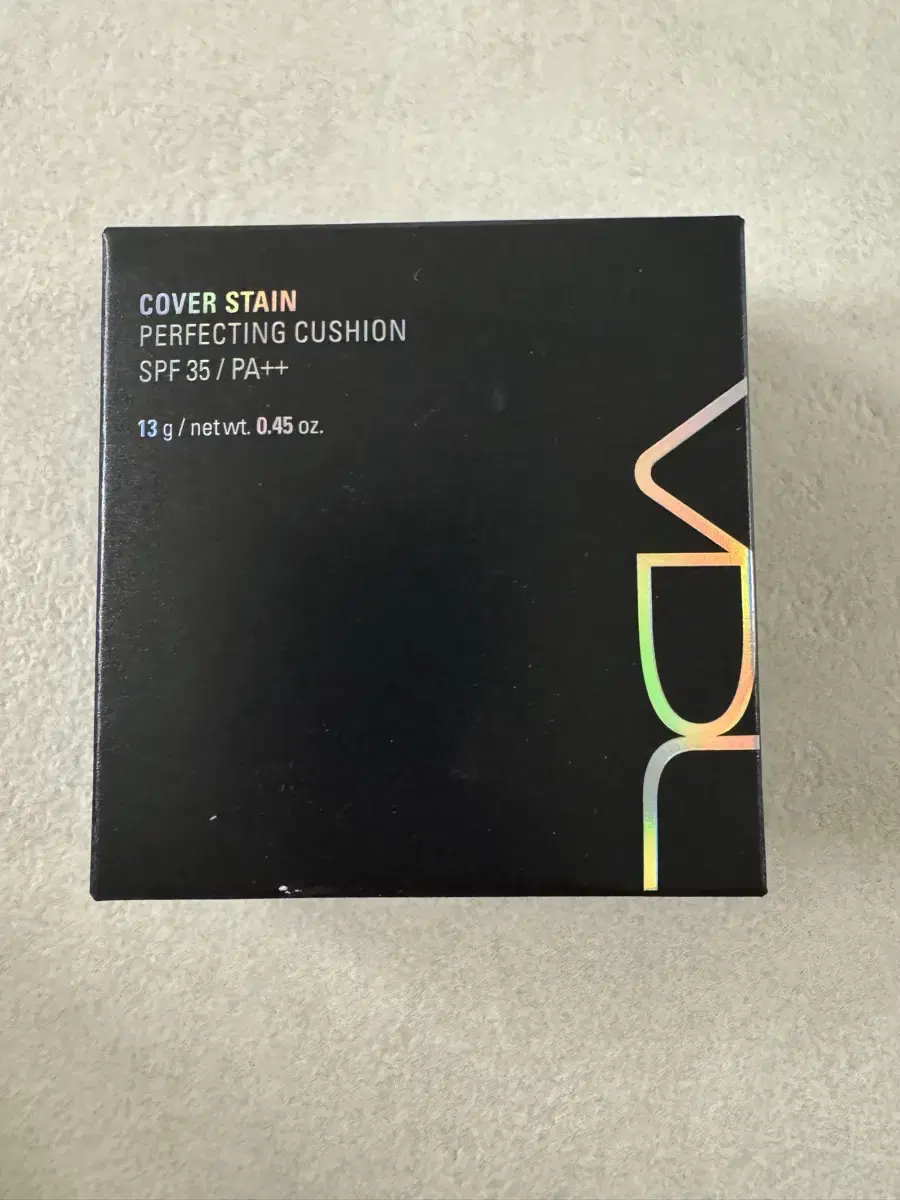 COVER STAIN
PERFECTING CUSHION
SPF 35 / PA++
13 g / net wt. 0.45 oz.
VDL